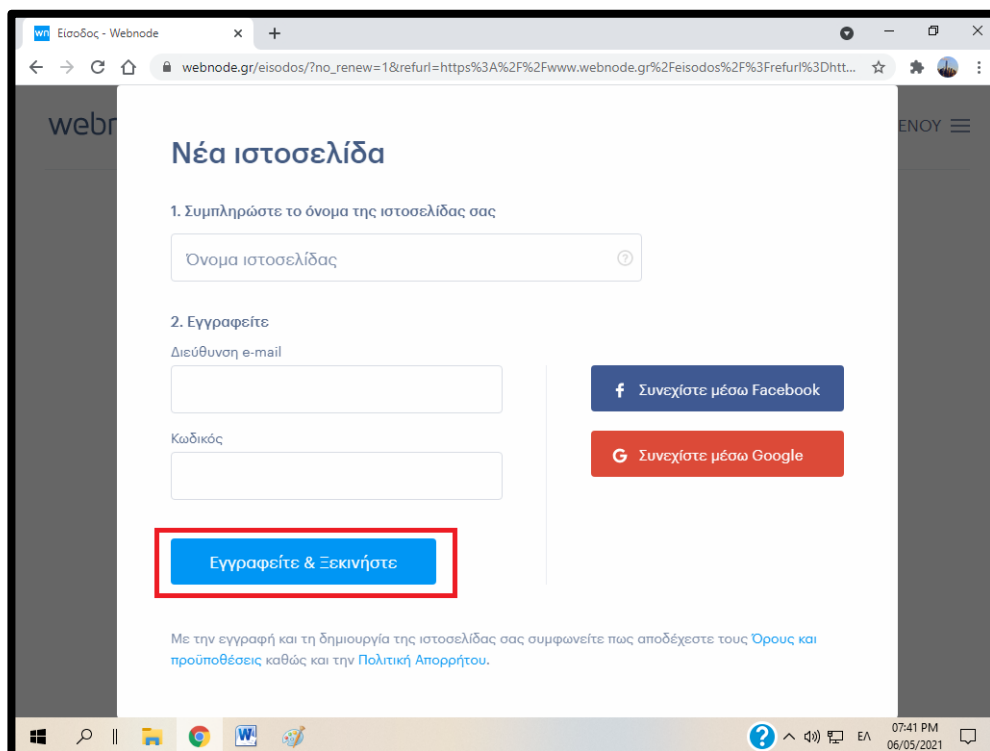 Είσοδος - Webnode
webnode.gr/eisodos/?no_renew=1&refurl=https%3A%2F%2Fwww.webnode.gr%2Feisodos%2F%3Frefurl%3Dhtt...
webr
ΕΝΟΥ
Νέα ιστοσελίδα
1. Συμπληρώστε το όνομα της ιστοσελίδας σας
Όνομα ιστοσελίδας
2. Εγγραφείτε
Διεύθυνση e-mail
Συνεχίστε μέσω Facebook
Κωδικός
Συνεχίστε μέσω Google
Εγγραφείτε & Ξεκινήστε
Με την εγγραφή και τη δημιουργία της ιστοσελίδας σας συμφωνείτε πως αποδέχεστε τους Όρους και
προϋποθέσεις καθώς και την Πολιτική Απορρήτου.
ΕΛ
07:41 PM
06/05/2021